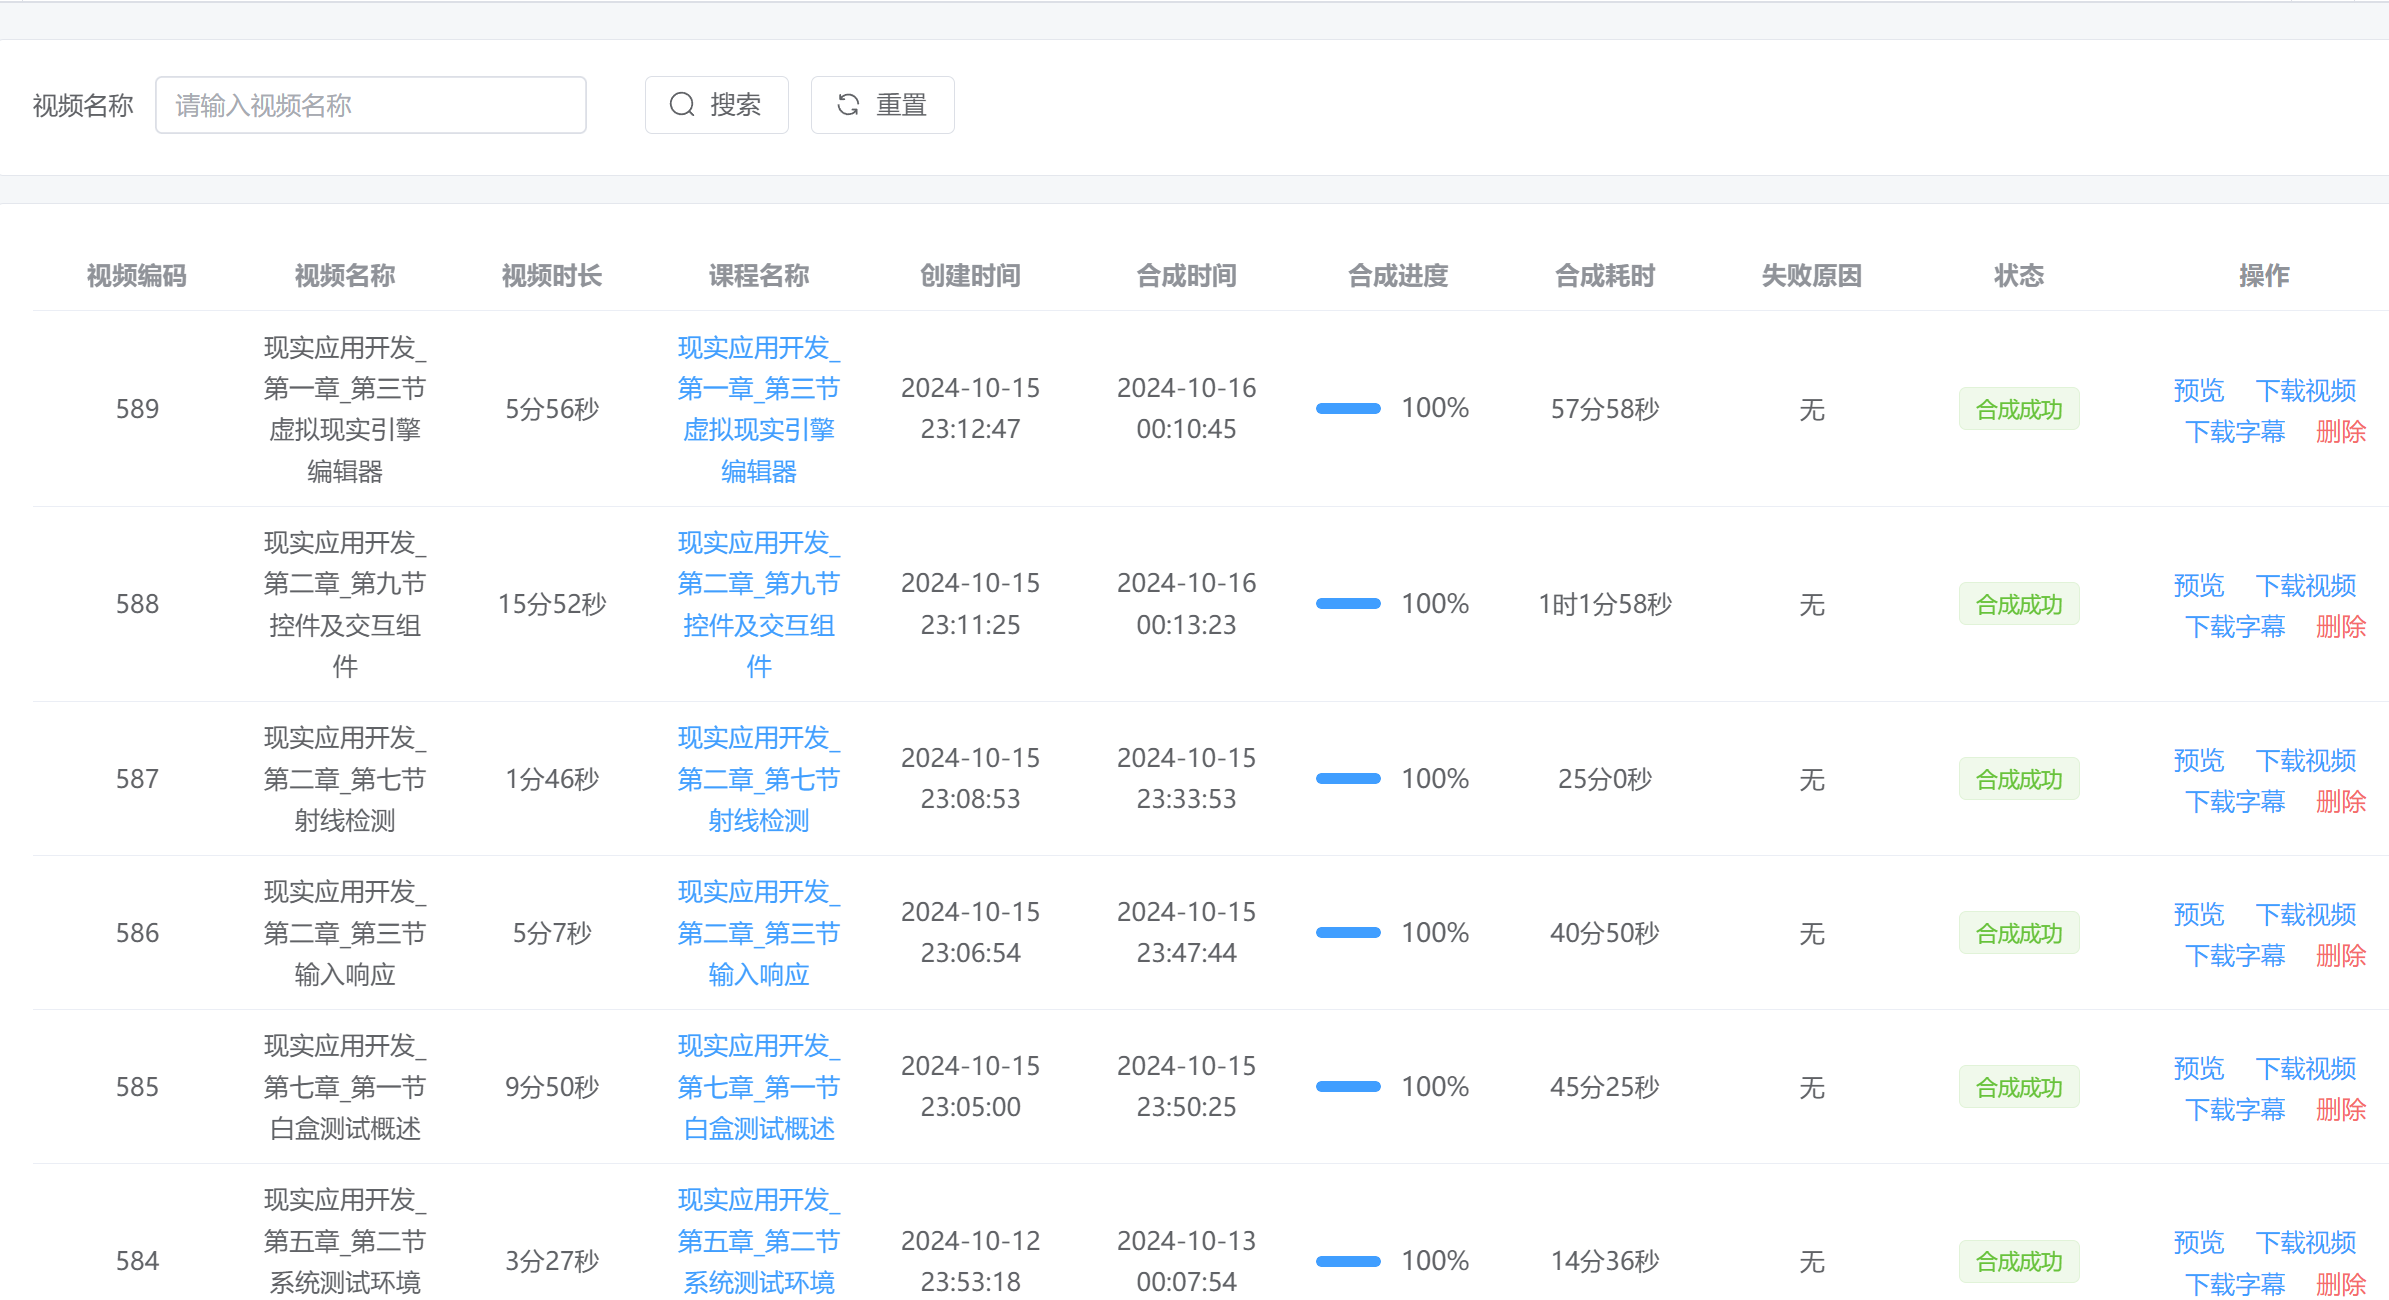 视频名称 请输入视频名称 搜索 重置
视频编码 视频名称 视频时长 课程名称 创建时间 合成时间 合成进度 合成耗时 失败原因 状态 操作
589
现实应用开发_
第一章_第三节
虚拟现实引擎
编辑器
5分56秒
现实应用开发_
第一章_第三节
虚拟现实引擎
编辑器
2024-10-15
23:12:47
2024-10-16
00:10:45
100%
57分58秒
无
合成成功
预览 下载视频
下载字幕 删除
588
现实应用开发_
第二章_第九节
控件及交互组
件
15分52秒
现实应用开发_
第二章_第九节
控件及交互组
件
2024-10-15
23:11:25
2024-10-16
00:13:23
100%
1时1分58秒
无
合成成功
预览 下载视频
下载字幕 删除
587
现实应用开发_
第二章_第七节
射线检测
1分46秒
现实应用开发_
第二章_第七节
射线检测
2024-10-15
23:08:53
2024-10-15
23:33:53
100%
25分0秒
无
合成成功
预览 下载视频
下载字幕 删除
586
现实应用开发_
第二章_第三节
输入响应
5分7秒
现实应用开发_
第二章_第三节
输入响应
2024-10-15
23:06:54
2024-10-15
23:47:44
100%
40分50秒
无
合成成功
预览 下载视频
下载字幕 删除
585
现实应用开发_
第七章_第一节
白盒测试概述
9分50秒
现实应用开发_
第七章_第一节
白盒测试概述
2024-10-15
23:05:00
2024-10-15
23:50:25
100%
45分25秒
无
合成成功
预览 下载视频
下载字幕 删除
584
现实应用开发_
第五章_第二节
系统测试环境
3分27秒
现实应用开发_
第五章_第二节
系统测试环境
2024-10-12
23:53:18
2024-10-13
00:07:54
100%
14分36秒
无
合成成功
预览 下载视频
下载字幕 删除